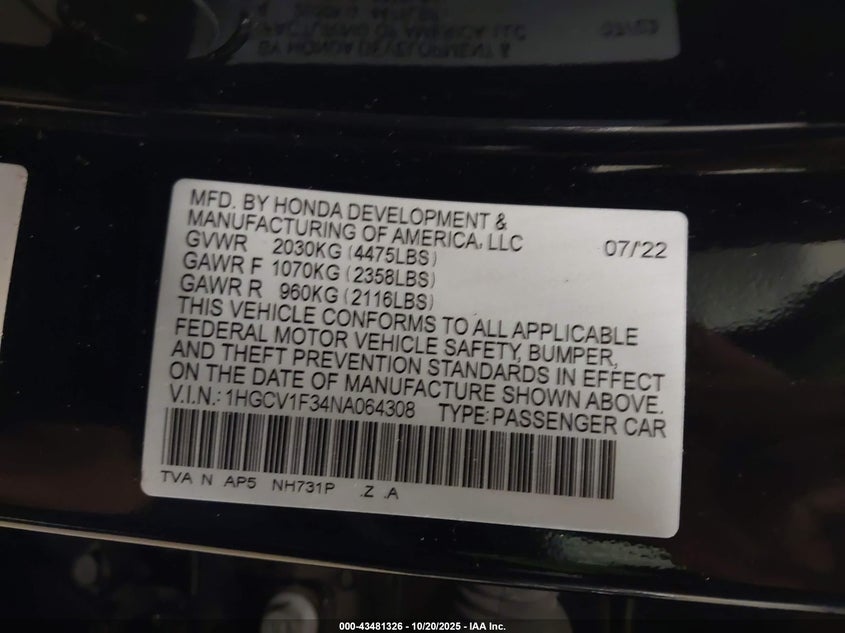 MFD. BY HONDA DEVELOPMENT &
MANUFACTURING OF AMERICA, LLC 07/'22
GVWR 2030KG (4475LBS)
GAWR F 1070KG (2358LBS)
GAWR R 960KG (2116LBS)
THIS VEHICLE CONFORMS TO ALL APPLICABLE
FEDERAL MOTOR VEHICLE SAFETY, BUMPER,
AND THEFT PREVENTION STANDARDS IN EFFECT
ON THE DATE OF MANUFACTURE SHOWN ABOVE.
V.I.N.: 1HGCV1F34NA064308 TYPE: PASSENGER CAR
TVA N AP5 NH731P .Z .A
000-43481326 | 10/20/2025 - IAA Inc.